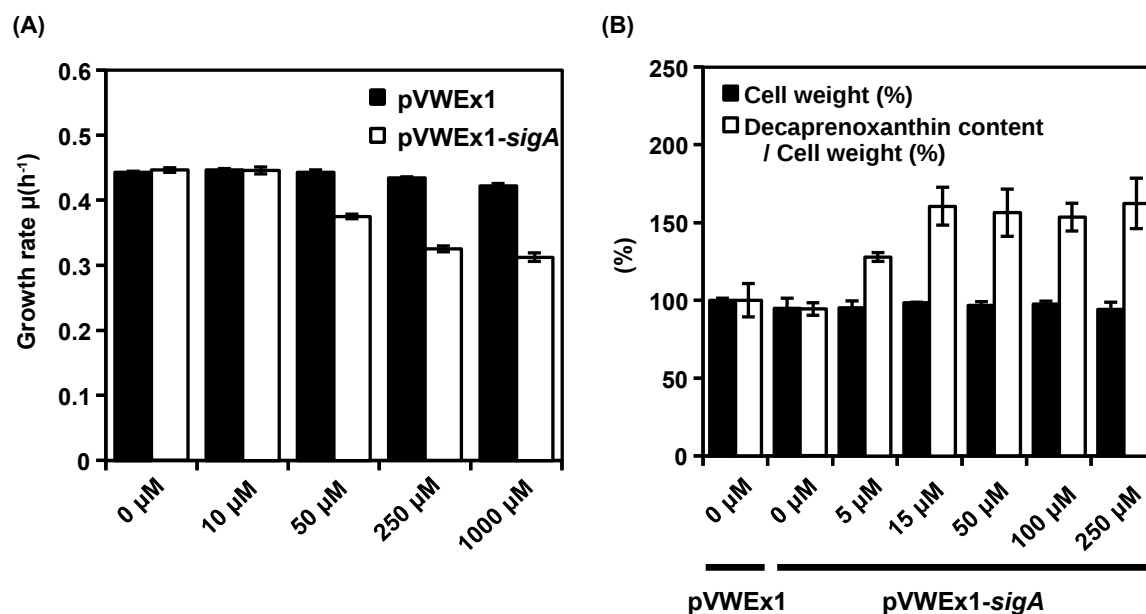 (A)
Growth rate µ(h-1)
0.6
0.5
0.4
0.3
0.2
0.1
0
pVWEx1
pVWEx1-sigA
0 µM
10 µM
50 µM
250 µM
1000 µM
(B)
(%)
250
200
150
100
50
0
Cell weight (%)
Decaprenoxanthin content
/ Cell weight (%)
0 µM
0 µM
5 µM
15 µM
50 µM
100 µM
250 µM
pVWEx1
pVWEx1-sigA